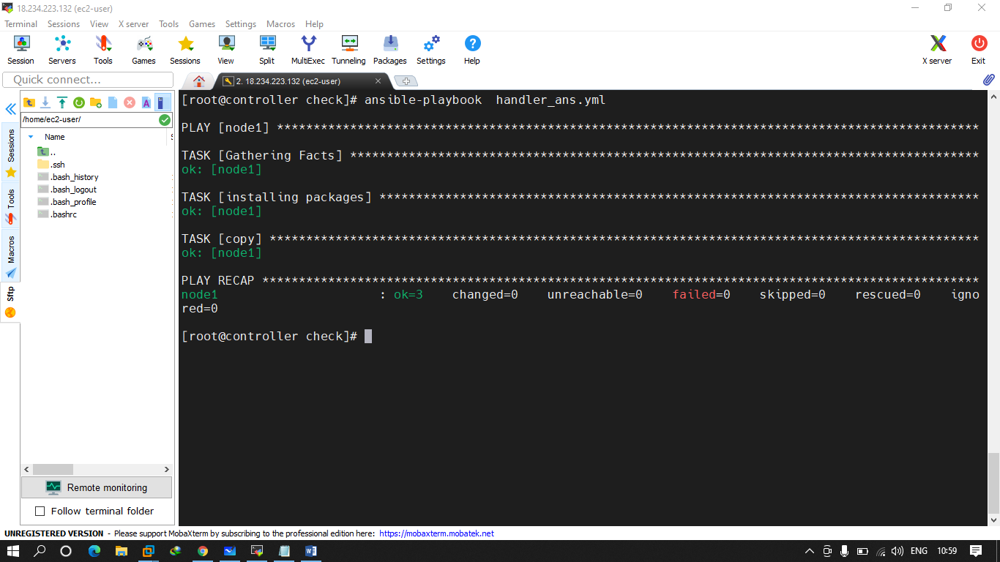 18.234.223.132 (ec2-user)
Terminal Sessions View X server Tools Games Settings Macros Help
Session Servers Tools Games Sessions View Split MultiExec Tunneling Packages Settings Help X server Exit
Quick connect...
2. 18.234.223.132 (ec2-user)
/home/ec2-user/
Name
..
.ssh
.bash_history
.bash_logout
.bash_profile
.bashrc
Sessions
Tools
Macros
Sftp
Remote monitoring
Follow terminal folder
[root@controller check]# ansible-playbook  handler_ans.yml
PLAY [node1] ************************************************************************************************
TASK [Gathering Facts] **************************************************************************************
ok: [node1]
TASK [installing packages] **********************************************************************************
ok: [node1]
TASK [copy] *************************************************************************************************
ok: [node1]
PLAY RECAP **************************************************************************************************
node1                      : ok=3    changed=0    unreachable=0    failed=0    skipped=0    rescued=0    igno
red=0
[root@controller check]#
UNREGISTERED VERSION - Please support MobaXterm by subscribing to the professional edition here: https://mobaxterm.mobatek.net
ENG 10:59